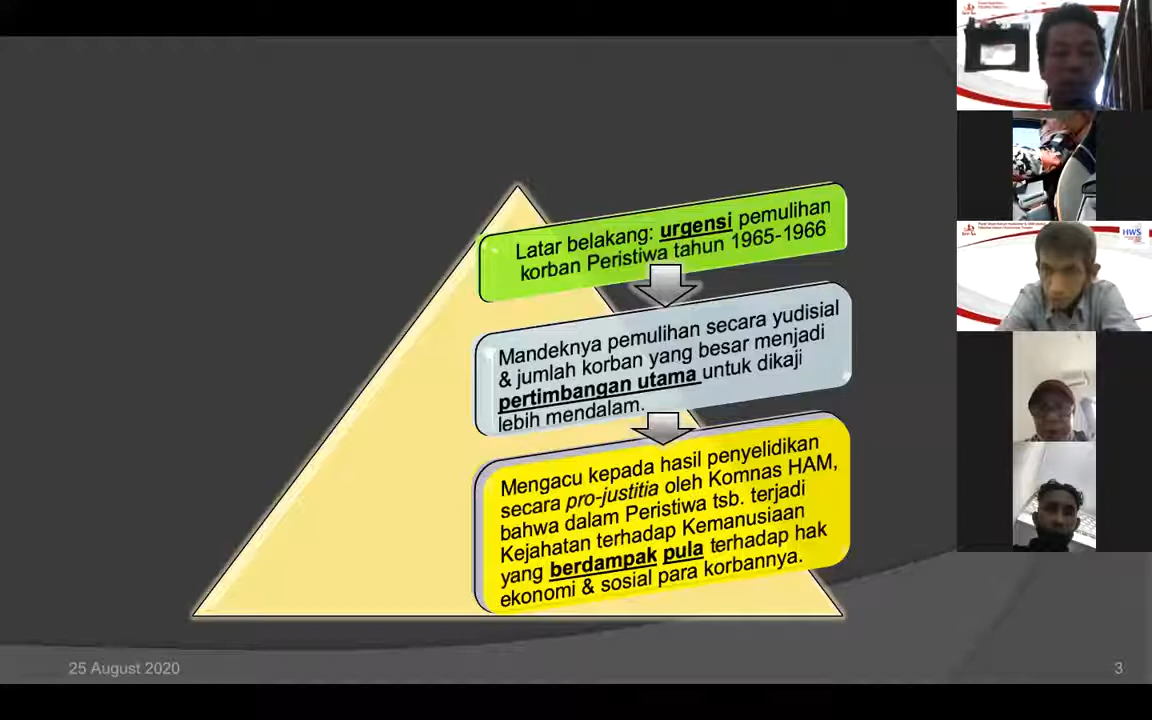 Latar belakang: urgensi pemulihan
korban Peristiwa tahun 1965-1966
Mandeknya pemulihan secara yudisial
& jumlah korban yang besar menjadi
pertimbangan utama untuk dikaji
lebih mendalam.
Mengacu kepada hasil penyelidikan
secara pro-justitia oleh Komnas HAM,
bahwa dalam Peristiwa tsb. terjadi
Kejahatan terhadap Kemanusiaan
yang berdampak pula terhadap hak
ekonomi & sosial para korbannya.
25 August 2020
3
HWS